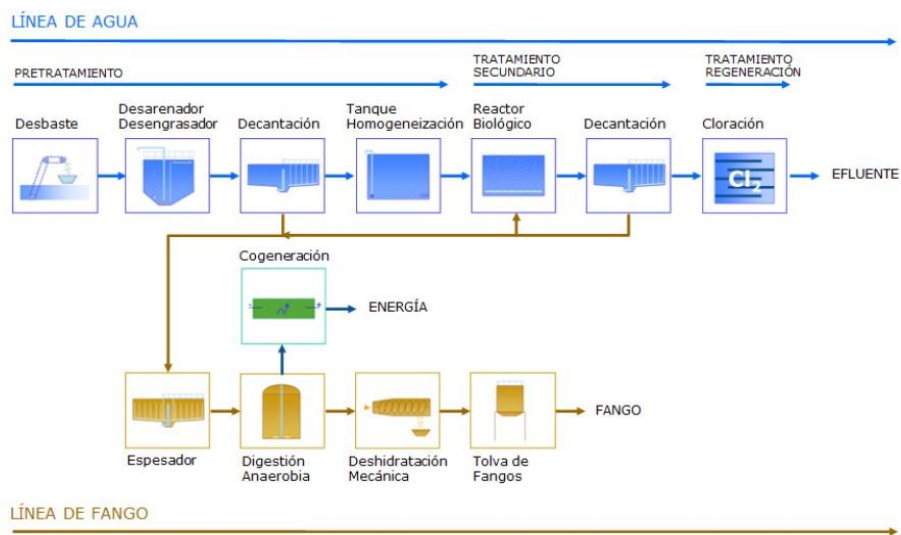 LÍNEA DE AGUA
PRETRATAMIENTO
TRATAMIENTO
SECUNDARIO
TRATAMIENTO
REGENERACIÓN
Desbaste
Desarenador
Desengrasador
Decantación
Tanque
Homogeneización
Reactor
Biológico
Decantación
Cloración
Cl2
EFLUENTE
Cogeneración
ENERGÍA
FANGO
Espesador
Digestión
Anaerobia
Deshidratación
Mecánica
Tolva de
Fangos
LÍNEA DE FANGO